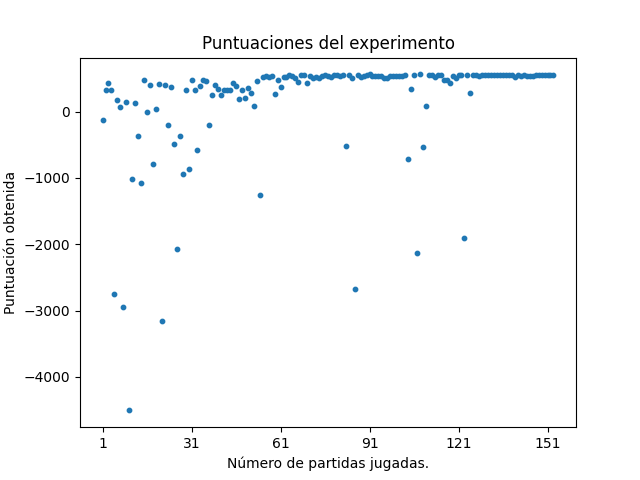 Puntuaciones del experimento
Puntuación obtenida
0
−1000
−2000
−3000
−4000
1 31 61 91 121 151
Número de partidas jugadas.